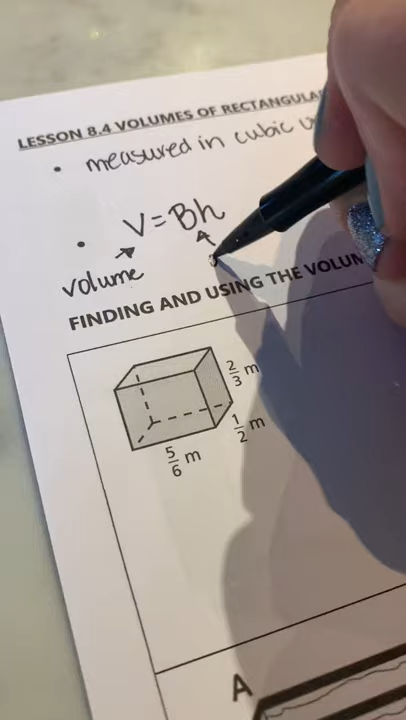 LESSON 8.4 VOLUMES OF RECTANGULA
• measured in cubic
• V = Bh
volume
FINDING AND USING THE VOLUM
2/3 m
1/2 m
5/6 m
A